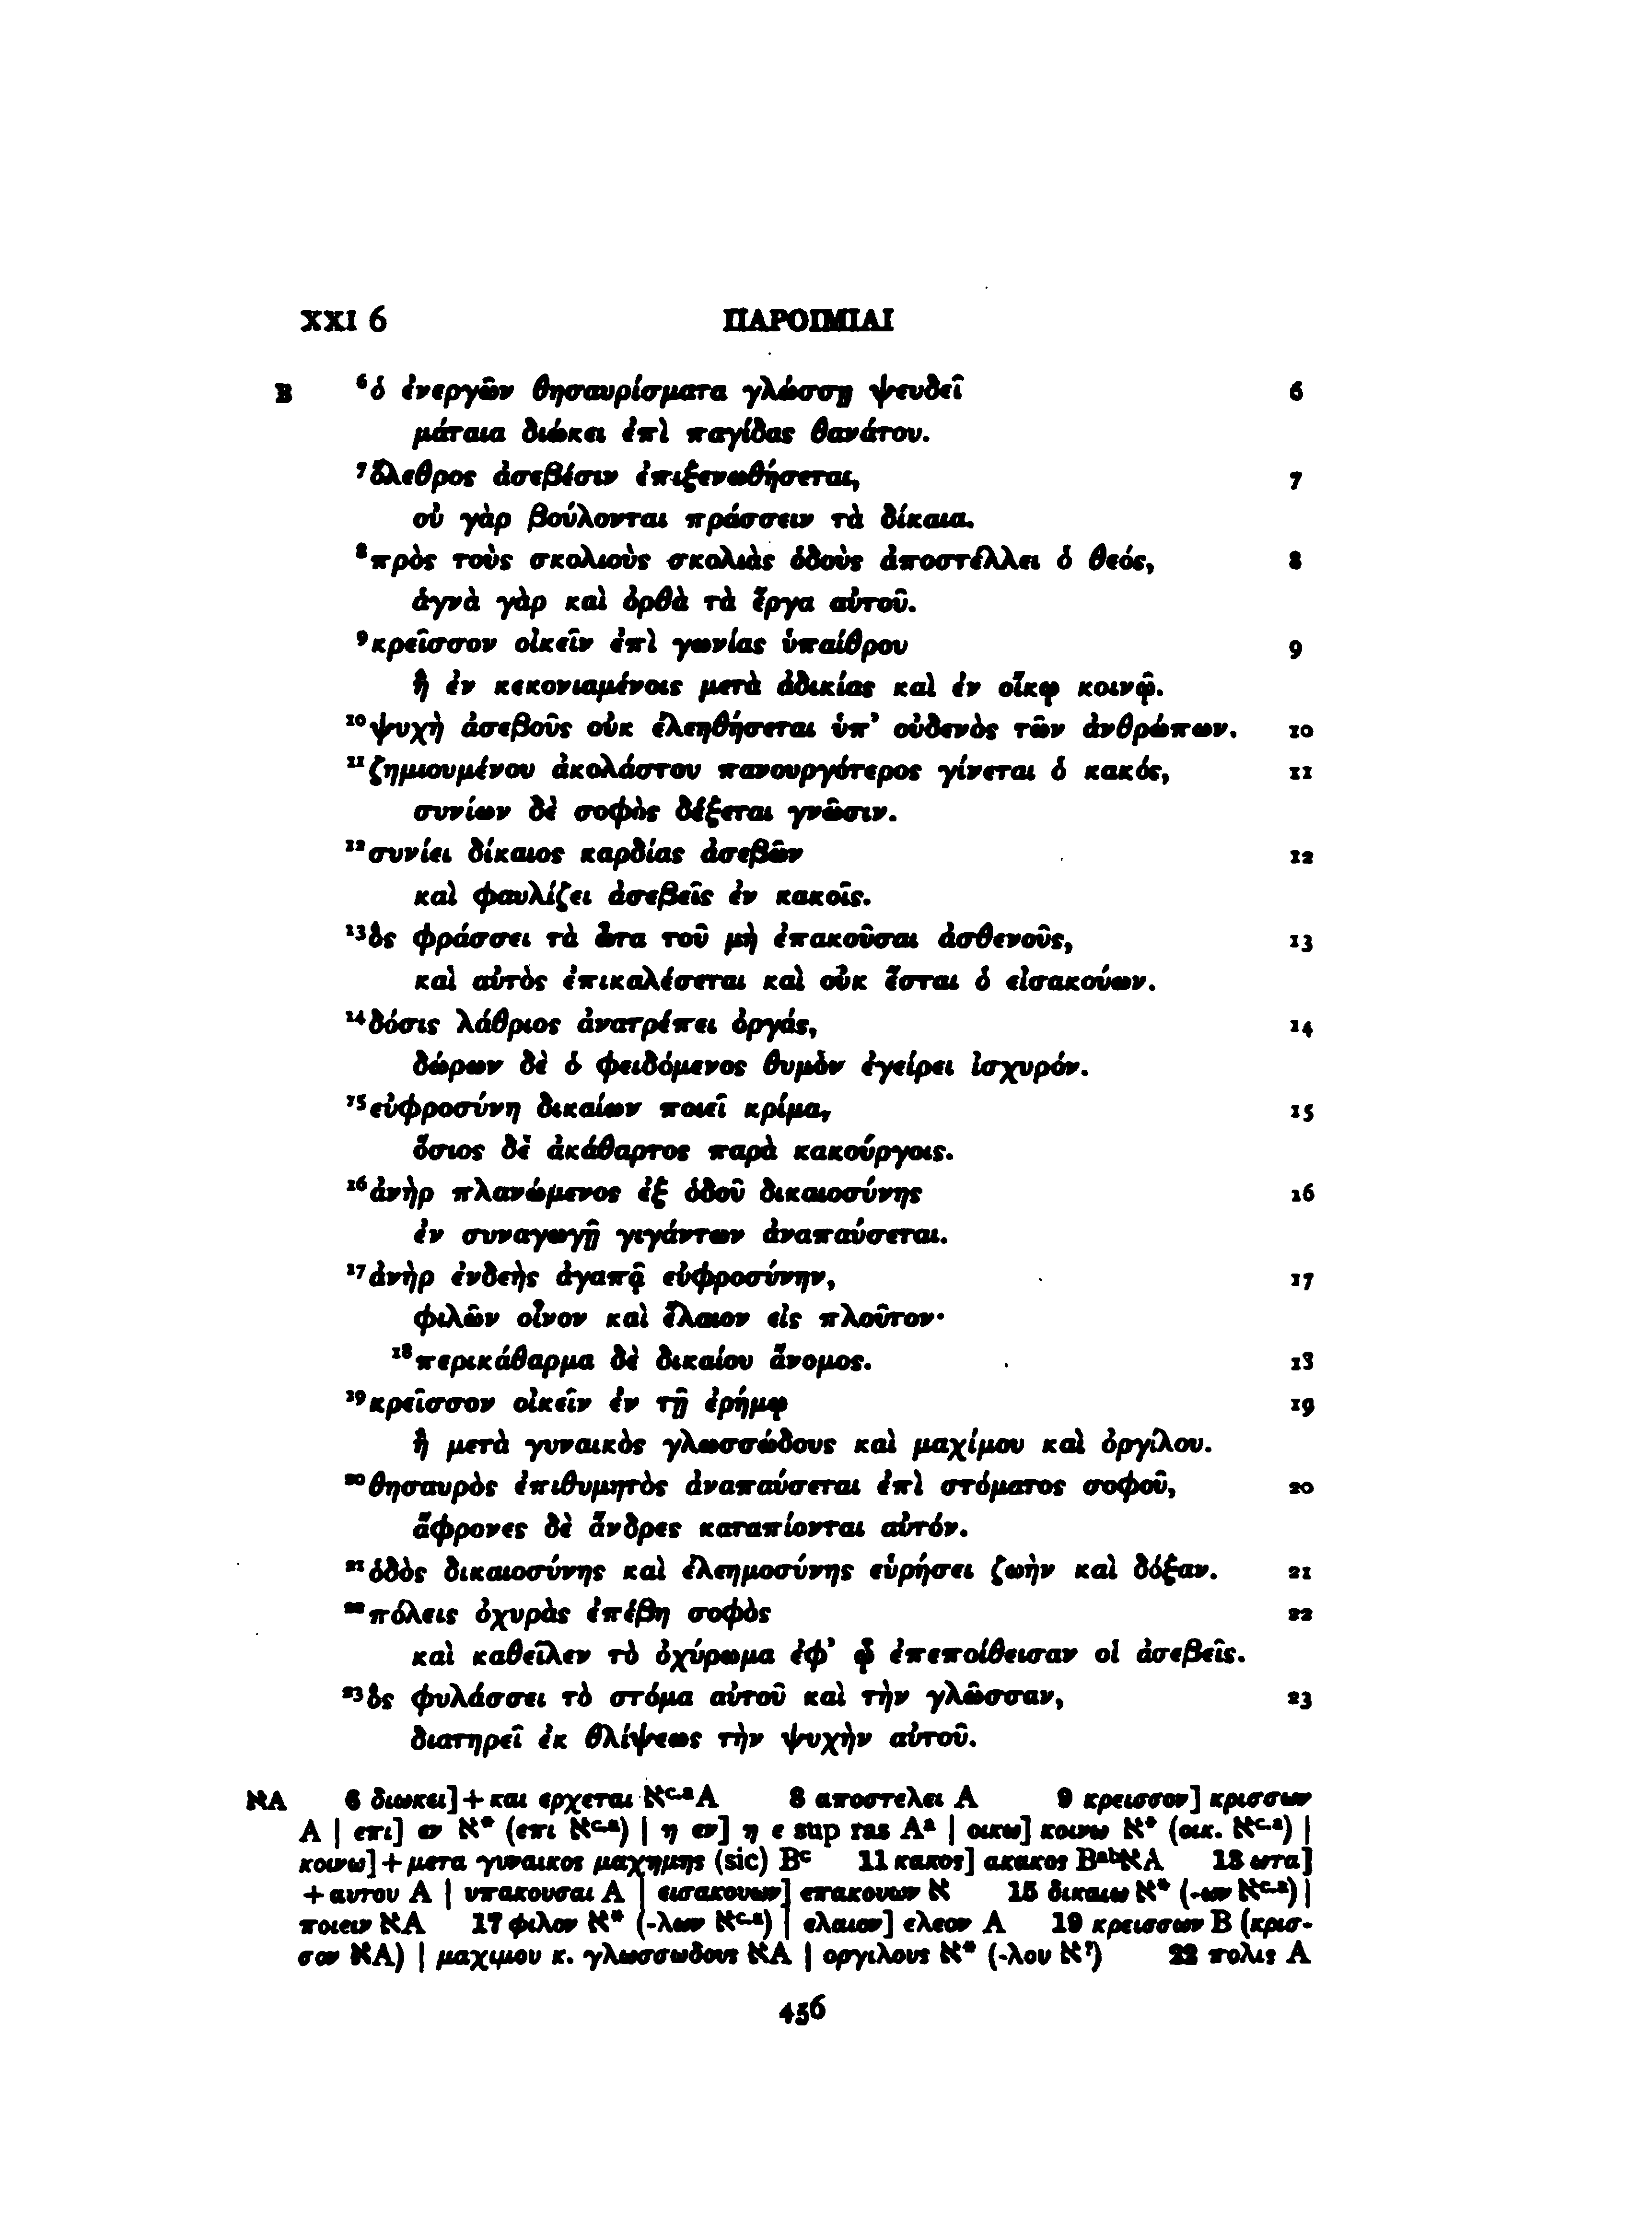 XXI 6 ΠΑΡΟΙΜΙΑΙ
B ⁶ὁ ἐνεργῶν θησαυρίσματα γλώσσῃ ψευδεῖ 6
μάταια διώκει ἐπὶ παγίδας θανάτου.
⁷ὄλεθρος ἀσεβέσιν ἐπιξενωθήσεται, 7
οὐ γὰρ βούλονται πράσσειν τὰ δίκαια.
⁸πρὸς τοὺς σκολιοὺς σκολιὰς ὁδοὺς ἀποστέλλει ὁ θεός, 8
ἁγνὰ γὰρ καὶ ὀρθὰ τὰ ἔργα αὐτοῦ.
⁹κρεῖσσον οἰκεῖν ἐπὶ γωνίας ὑπαίθρου 9
ἢ ἐν κεκονιαμένοις μετὰ ἀδικίας καὶ ἐν οἴκῳ κοινῷ.
¹⁰ψυχὴ ἀσεβοῦς οὐκ ἐλεηθήσεται ὑπ’ οὐδενὸς τῶν ἀνθρώπων. 10
¹¹ζημιουμένου ἀκολάστου πανουργότερος γίνεται ὁ κακός, 11
συνίων δὲ σοφὸς δέξεται γνῶσιν.
¹²συνίει δίκαιος καρδίας ἀσεβῶν 12
καὶ φαυλίζει ἀσεβεῖς ἐν κακοῖς.
¹³ὃς φράσσει τὰ ὦτα τοῦ μὴ ἐπακοῦσαι ἀσθενοῦς, 13
καὶ αὐτὸς ἐπικαλέσεται καὶ οὐκ ἔσται ὁ εἰσακούων.
¹⁴δόσις λάθριος ἀνατρέπει ὀργάς, 14
δώρων δὲ ὁ φειδόμενος θυμὸν ἐγείρει ἰσχυρόν.
¹⁵εὐφροσύνη δικαίων ποιεῖ κρίμα, 15
ὅσιος δὲ ἀκάθαρτος παρὰ κακούργοις.
¹⁶ἀνὴρ πλανώμενος ἐξ ὁδοῦ δικαιοσύνης 16
ἐν συναγωγῇ γιγάντων ἀναπαύσεται.
¹⁷ἀνὴρ ἐνδεὴς ἀγαπᾷ εὐφροσύνην, 17
φιλῶν οἶνον καὶ ἔλαιον εἰς πλοῦτον·
¹⁸περικάθαρμα δὲ δικαίου ἄνομος. 18
¹⁹κρεῖσσον οἰκεῖν ἐν τῇ ἐρήμῳ 19
ἢ μετὰ γυναικὸς γλωσσώδους καὶ μαχίμου καὶ ὀργίλου.
²⁰θησαυρὸς ἐπιθυμητὸς ἀναπαύσεται ἐπὶ στόματος σοφοῦ, 20
ἄφρονες δὲ ἄνδρες καταπίονται αὐτόν.
²¹ὁδὸς δικαιοσύνης καὶ ἐλεημοσύνης εὑρήσει ζωὴν καὶ δόξαν. 21
²²πόλεις ὀχυρὰς ἐπέβη σοφὸς 22
καὶ καθεῖλεν τὸ ὀχύρωμα ἐφ’ ᾧ ἐπεποίθεισαν οἱ ἀσεβεῖς.
²³ὃς φυλάσσει τὸ στόμα αὐτοῦ καὶ τὴν γλῶσσαν, 23
διατηρεῖ ἐκ θλίψεως τὴν ψυχὴν αὐτοῦ.
אA 6 διωκει] + και ερχεται אᶜ·ᵃA 8 αποστελει A 9 κρεισσον] κρισσων
A | επι] εν א* (επι אᶜ·ᵃ) | η εν] η ε sup ras Aᵃ | οικω] κοινω א* (οικ. אᶜ·ᵃ) |
κοινω] + μετα γυναικος μαχημης (sic) Bᶜ 11 κακος] ακακος BᵃᵇאA 13 ωτα]
+ αυτου A | υπακουσαι A | εισακουων] επακουων א 15 δικαιω א* (-ων אᶜ·ᵃ) |
ποιειν אA 17 φιλον א* (-λων אᶜ·ᵃ) | ελαιον] ελεον A 19 κρεισσων B (κρισ-
σον אA) | μαχιμου κ. γλωσσωδους אA | οργιλους א* (-λου א?) 22 πολις A
456